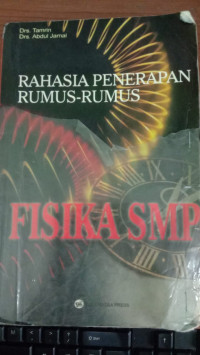 Drs. Tamrin
Drs. Abdul Jamal
RAHASIA PENERAPAN
RUMUS-RUMUS
FISIKA SMP